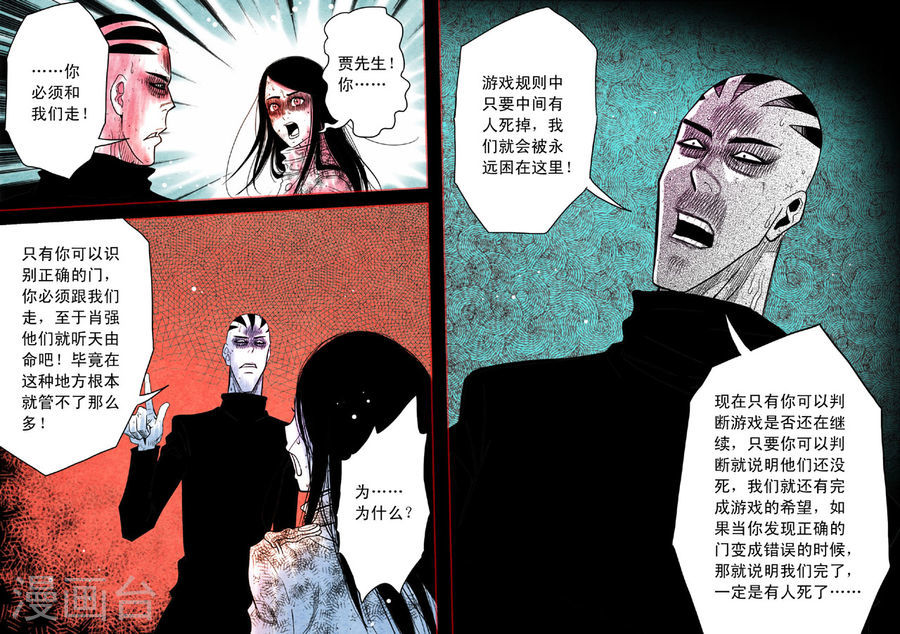 ……你
必须和
我们走！
贾先生！
你……
只有你可以识
别正确的门，
你必须跟我们
走，至于肖强
他们就听天由
命吧！毕竟在
这种地方根本
就管不了那么
多！
为……
为什么？
游戏规则中
只要中间有
人死掉，我
们就会被永
远困在这里！
现在只有你可以判
断游戏是否还在继
续，只要你可以判
断就说明他们还没
死，我们就还有完
成游戏的希望，如
果当你发现正确的
门变成错误的时候，
那就说明我们完了，
一定是有人死了……
漫画台